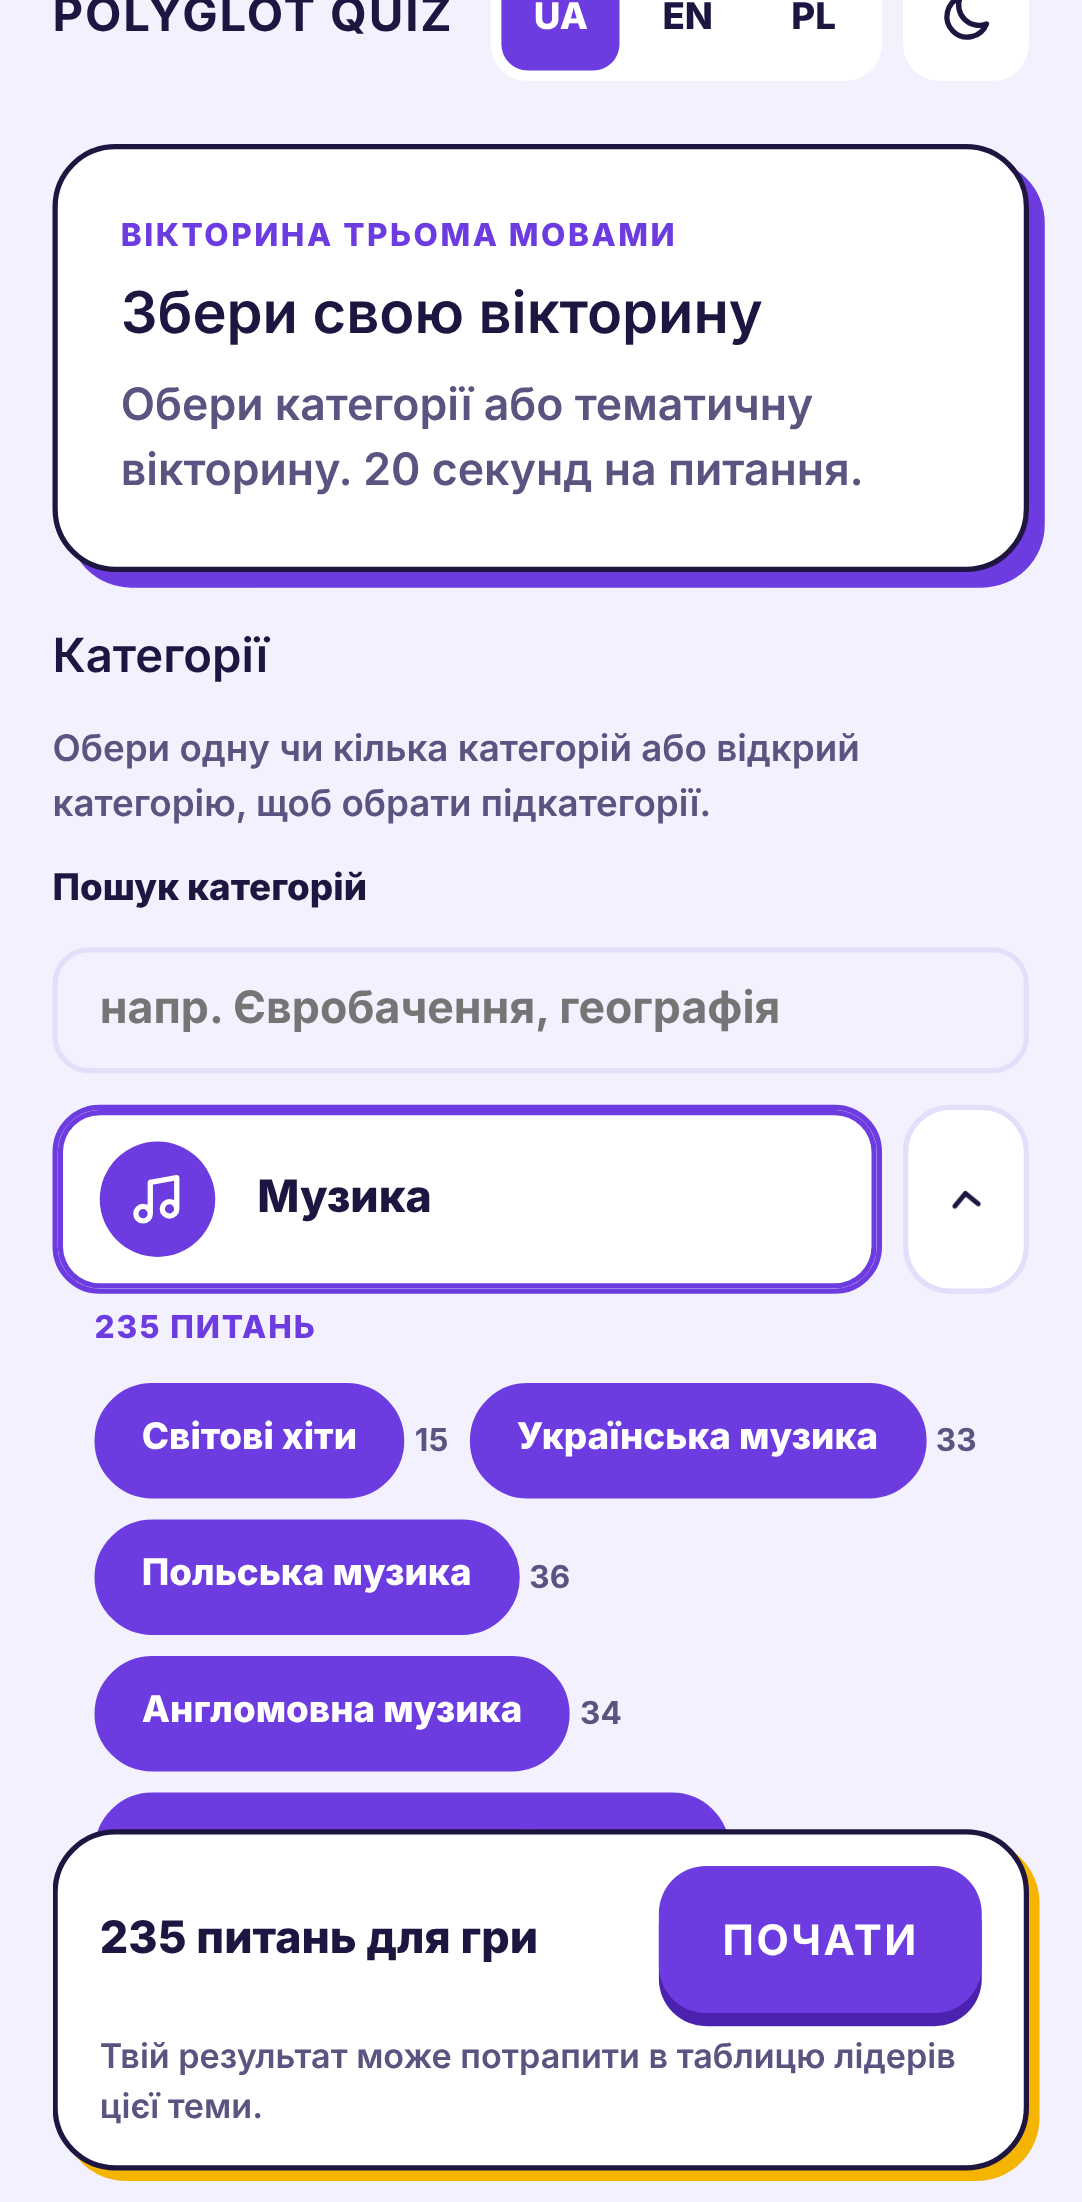 POLYGLOT QUIZ
UA EN PL
ВІКТОРИНА ТРЬОМА МОВАМИ
Збери свою вікторину
Обери категорії або тематичну
вікторину. 20 секунд на питання.
Категорії
Обери одну чи кілька категорій або відкрий
категорію, щоб обрати підкатегорії.
Пошук категорій
напр. Євробачення, географія
Музика
235 ПИТАНЬ
Світові хіти 15 Українська музика 33
Польська музика 36
Англомовна музика 34
235 питань для гри ПОЧАТИ
Твій результат може потрапити в таблицю лідерів
цієї теми.